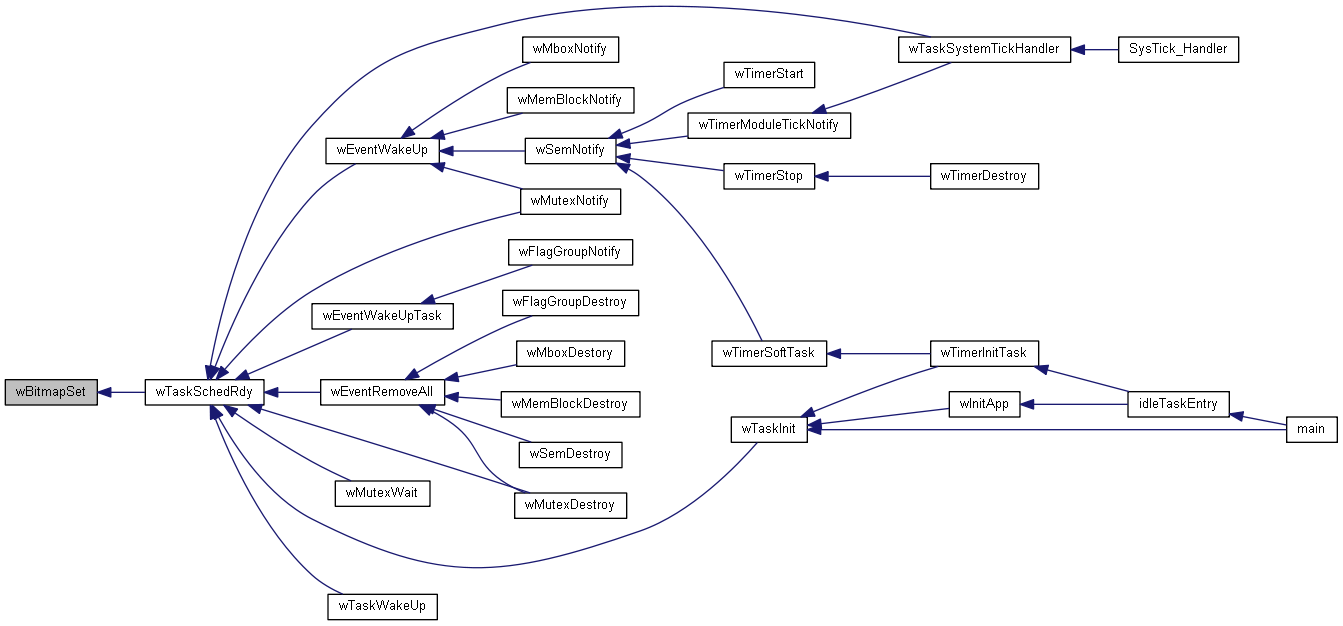 wBitmapSet
wTaskSchedRdy
wEventWakeUp
wMboxNotify
wMemBlockNotify
wSemNotify
wTimerStart
wTimerModuleTickNotify
wTaskSystemTickHandler
SysTick_Handler
wTimerStop
wTimerDestroy
wMutexNotify
wFlagGroupNotify
wEventWakeUpTask
wFlagGroupDestroy
wMboxDestory
wEventRemoveAll
wMemBlockDestroy
wSemDestroy
wMutexDestroy
wMutexWait
wTaskWakeUp
wTimerSoftTask
wTimerInitTask
wTaskInit
wInitApp
idleTaskEntry
main